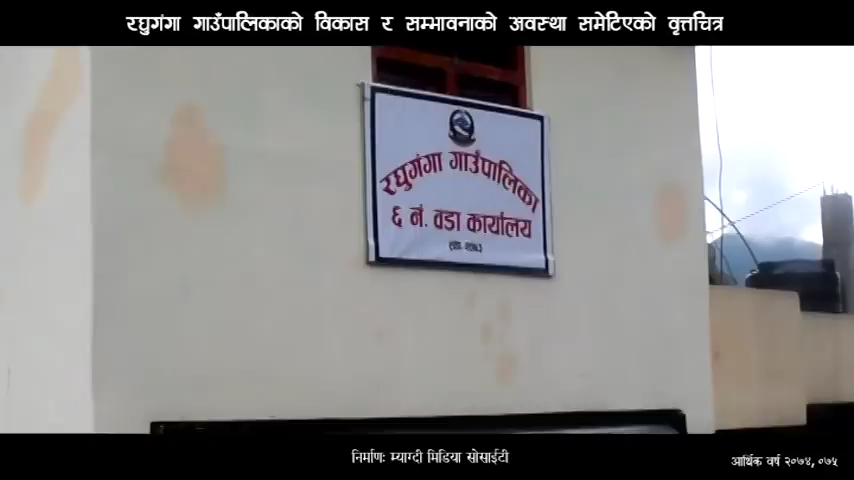 रघुगंगा गाउँपालिकाको विकास र सम्भावनाको अवस्था समेटिएको वृत्तचित्र
रघुगंगा गाउँपालिका
६ नं. वडा कार्यालय
निर्माणः म्याग्दी मिडिया सोसाईटी
आर्थिक वर्ष २०७४,०७५